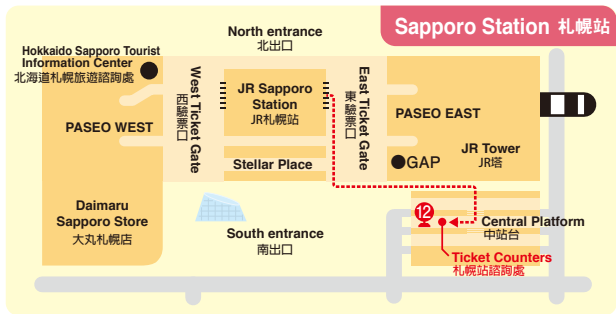 Sapporo Station 札幌站
North entrance
北出口
Hokkaido Sapporo Tourist
Information Center
北海道札幌旅遊諮詢處
West Ticket Gate
西驗票口
JR Sapporo
Station
JR札幌站
East Ticket Gate
東驗票口
PASEO WEST
PASEO EAST
JR Tower
JR塔
GAP
Stellar Place
Daimaru
Sapporo Store
大丸札幌店
South entrance
南出口
12
Central Platform
中站台
Ticket Counters
札幌站諮詢處